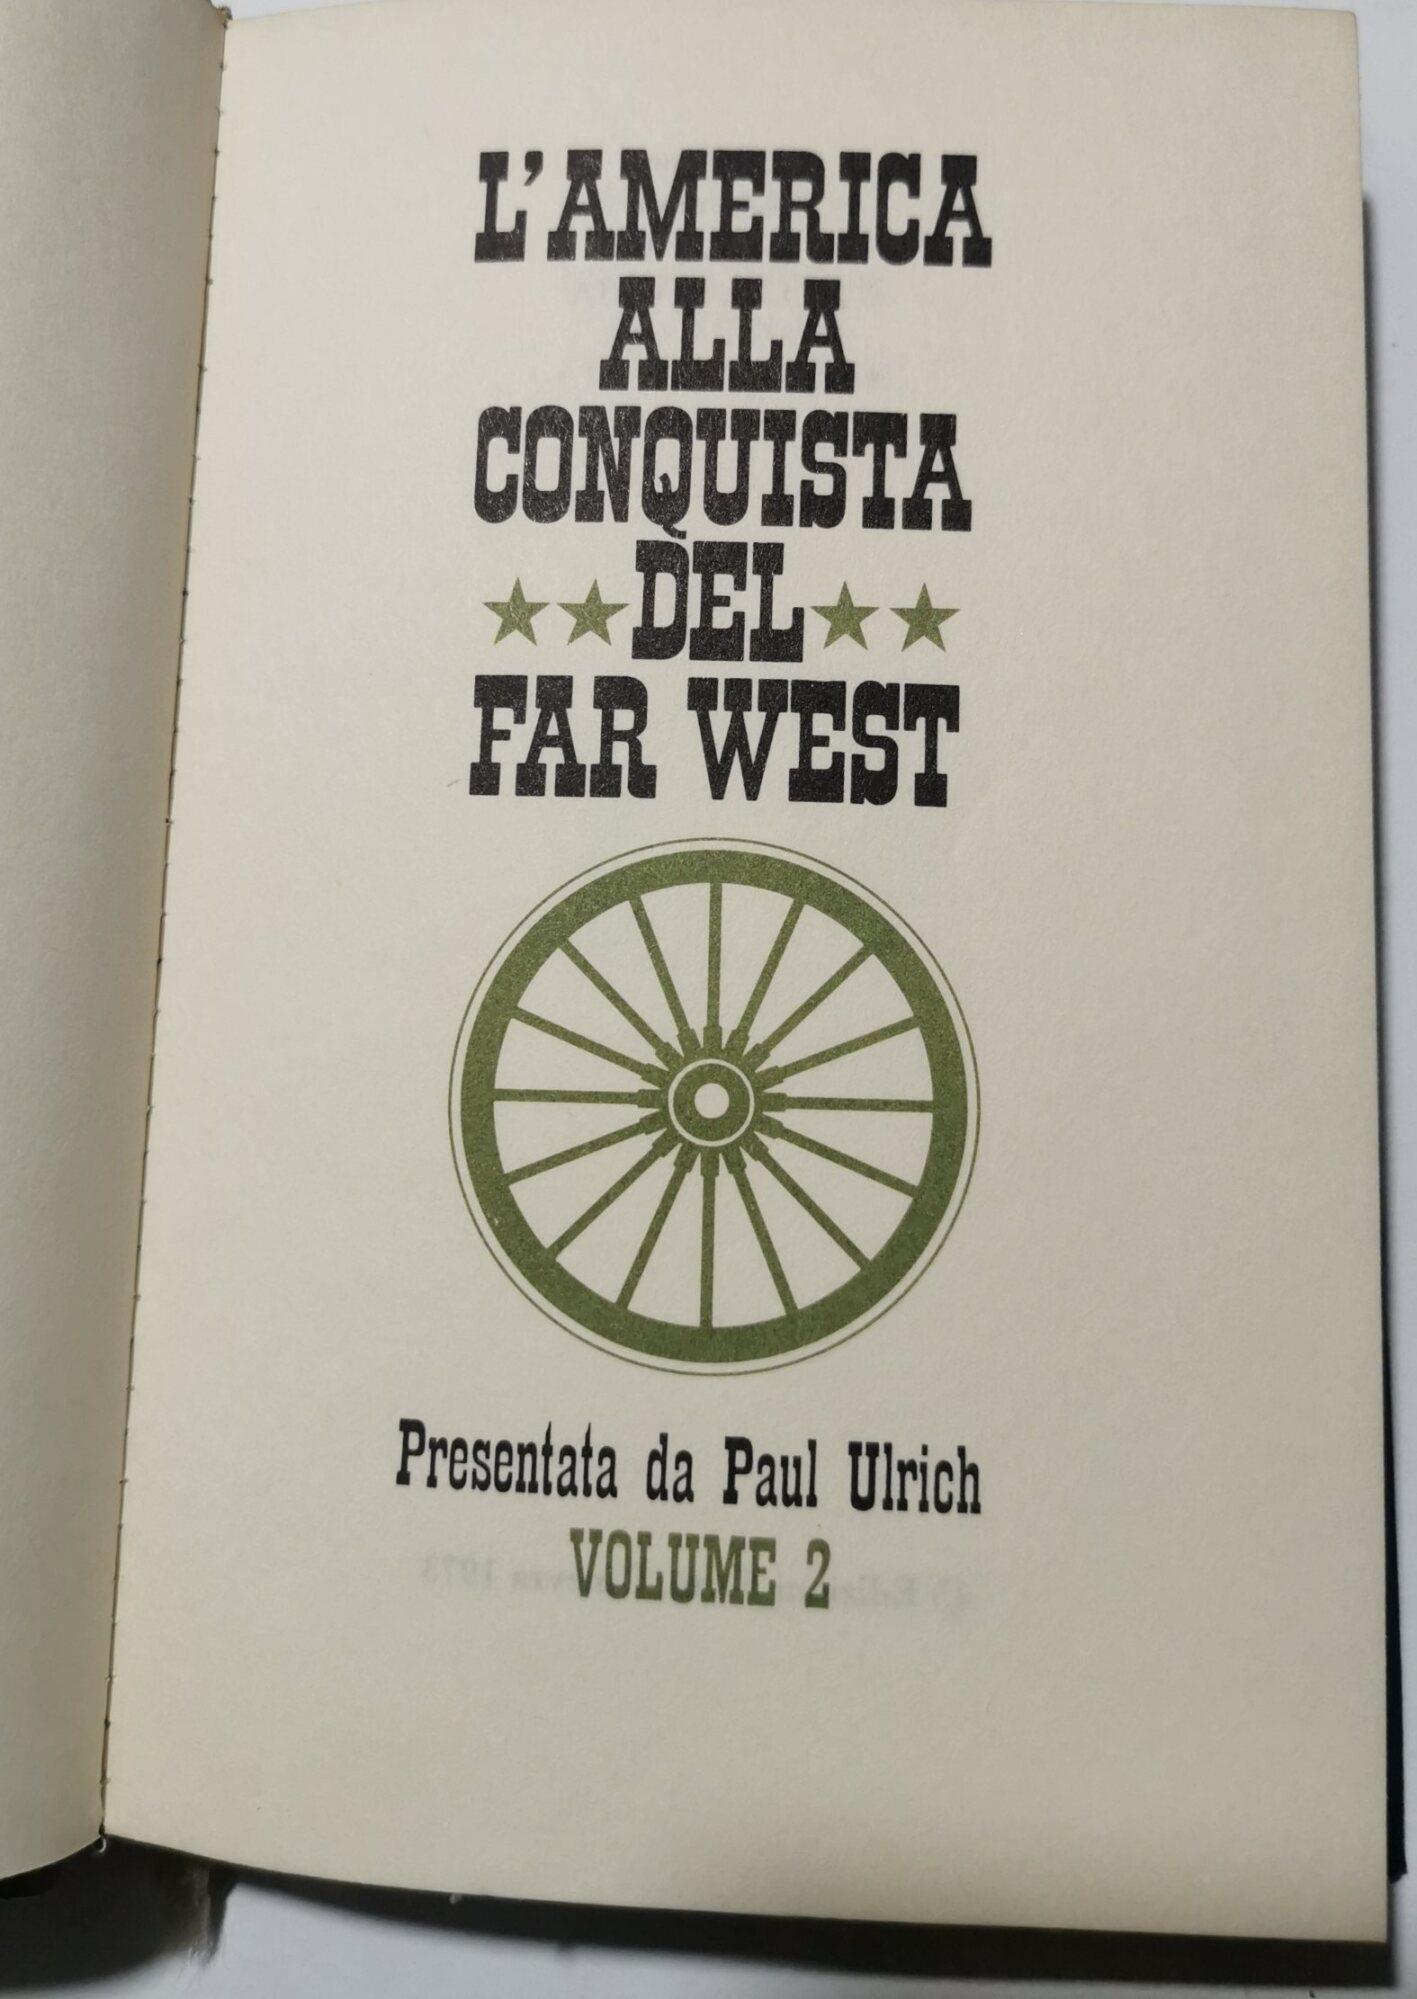 L'AMERICA
ALLA
CONQUISTA
DEL
FAR WEST
Presentata da Paul Ulrich
VOLUME 2